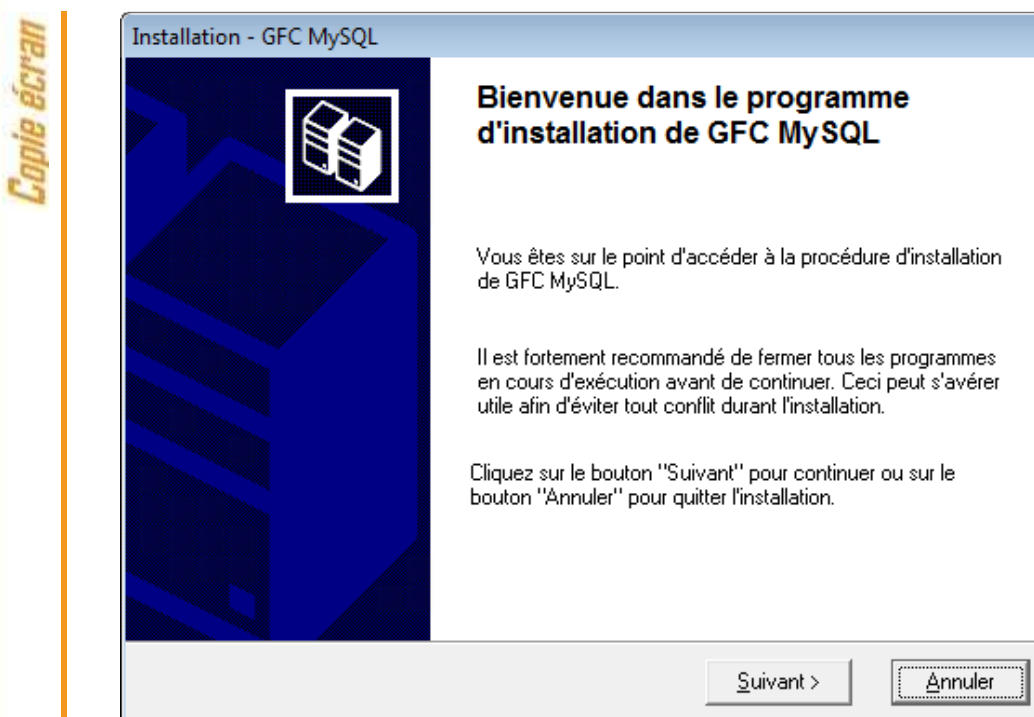 Copie écran
Installation - GFC MySQL
Bienvenue dans le programme
d'installation de GFC MySQL
Vous êtes sur le point d'accéder à la procédure d'installation
de GFC MySQL.
Il est fortement recommandé de fermer tous les programmes
en cours d'exécution avant de continuer. Ceci peut s'avérer
utile afin d'éviter tout conflit durant l'installation.
Cliquez sur le bouton "Suivant" pour continuer ou sur le
bouton "Annuler" pour quitter l'installation.
Suivant >
Annuler